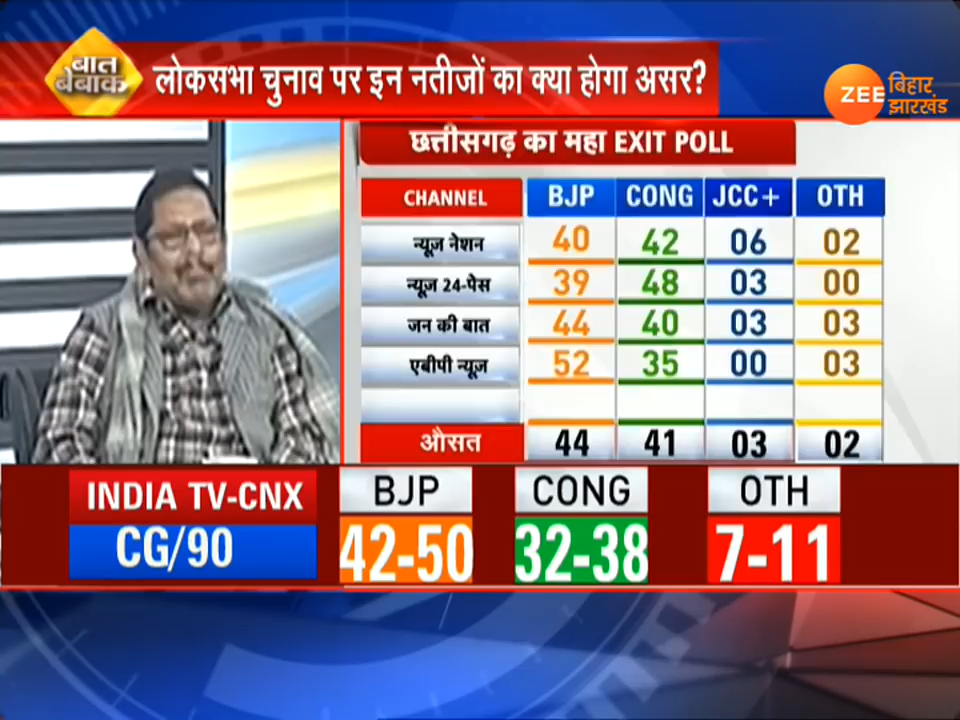 बात
बेबाक
लोकसभा चुनाव पर इन नतीजों का क्या होगा असर?
ZEE बिहार
झारखंड
छत्तीसगढ़ का महा EXIT POLL
CHANNEL BJP CONG JCC+ OTH
न्यूज़ नेशन 40 42 06 02
न्यूज़ 24-पेस 39 48 03 00
जन की बात 44 40 03 03
एबीपी न्यूज़ 52 35 00 03
औसत 44 41 03 02
INDIA TV-CNX BJP CONG OTH
CG/90 42-50 32-38 7-11